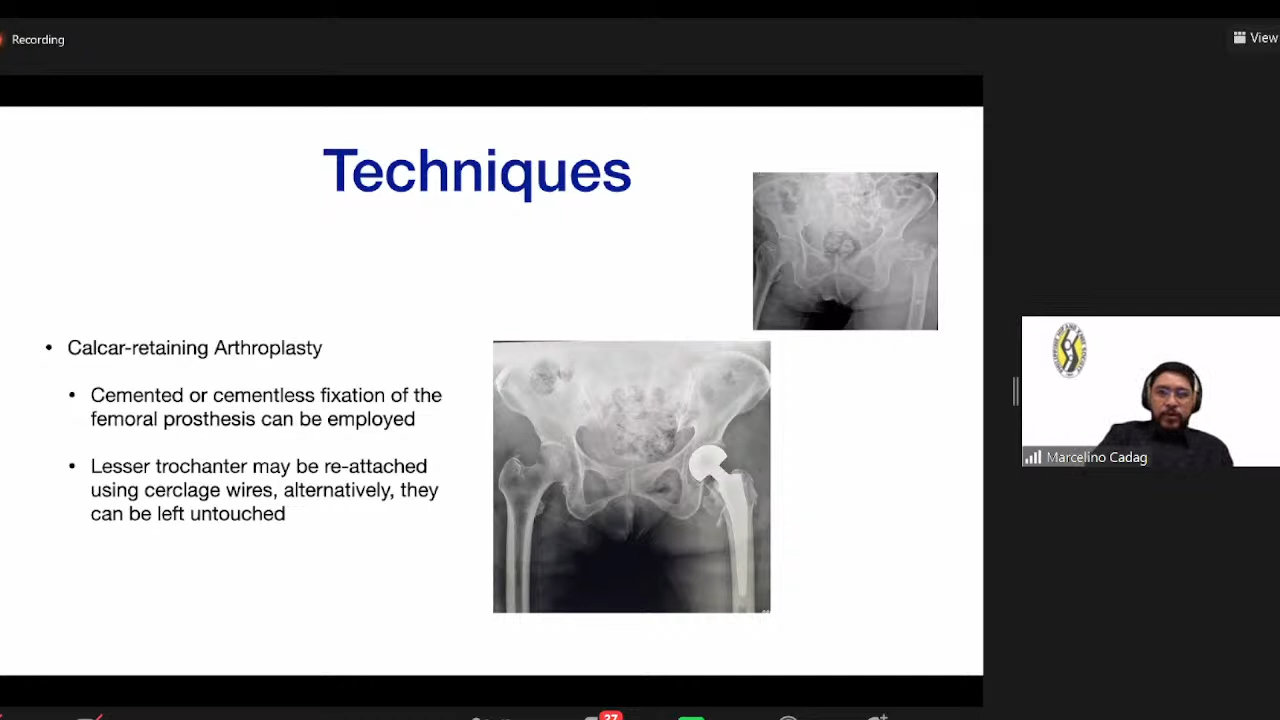 Recording
View
Techniques
• Calcar-retaining Arthroplasty
• Cemented or cementless fixation of the
femoral prosthesis can be employed
• Lesser trochanter may be re-attached
using cerclage wires, alternatively, they
can be left untouched
Marcelino Cadag
37